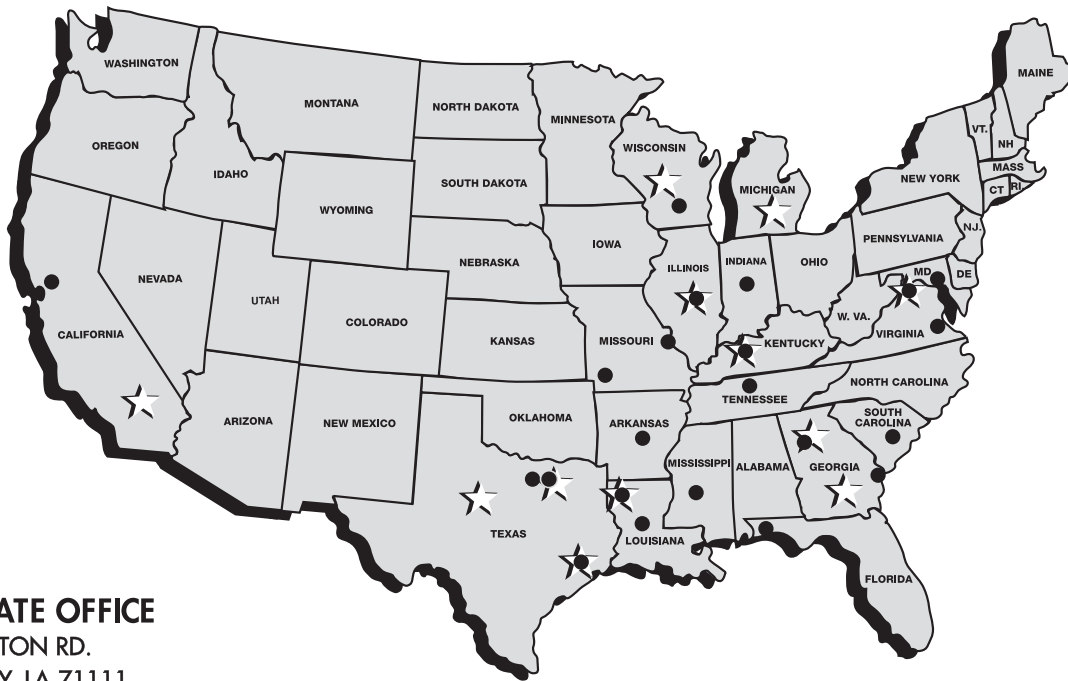 WASHINGTON
MAINE
MONTANA
NORTH DAKOTA
MINNESOTA
VT.
NH
OREGON
WISCONSIN
MASS
IDAHO
SOUTH DAKOTA
MICHIGAN
NEW YORK
CT
RI.
WYOMING
NJ.
PENNSYLVANIA
IOWA
NEBRASKA
ILLINOIS
INDIANA
OHIO
MD
DE
NEVADA
UTAH
COLORADO
W. VA.
CALIFORNIA
KANSAS
MISSOURI
KENTUCKY
VIRGINIA
NORTH CAROLINA
TENNESSEE
ARIZONA
NEW MEXICO
OKLAHOMA
ARKANSAS
SOUTH
CAROLINA
MISSISSIPPI
ALABAMA
GEORGIA
TEXAS
LOUISIANA
FLORIDA
ATE OFFICE
TON RD.
Y, LA 71111